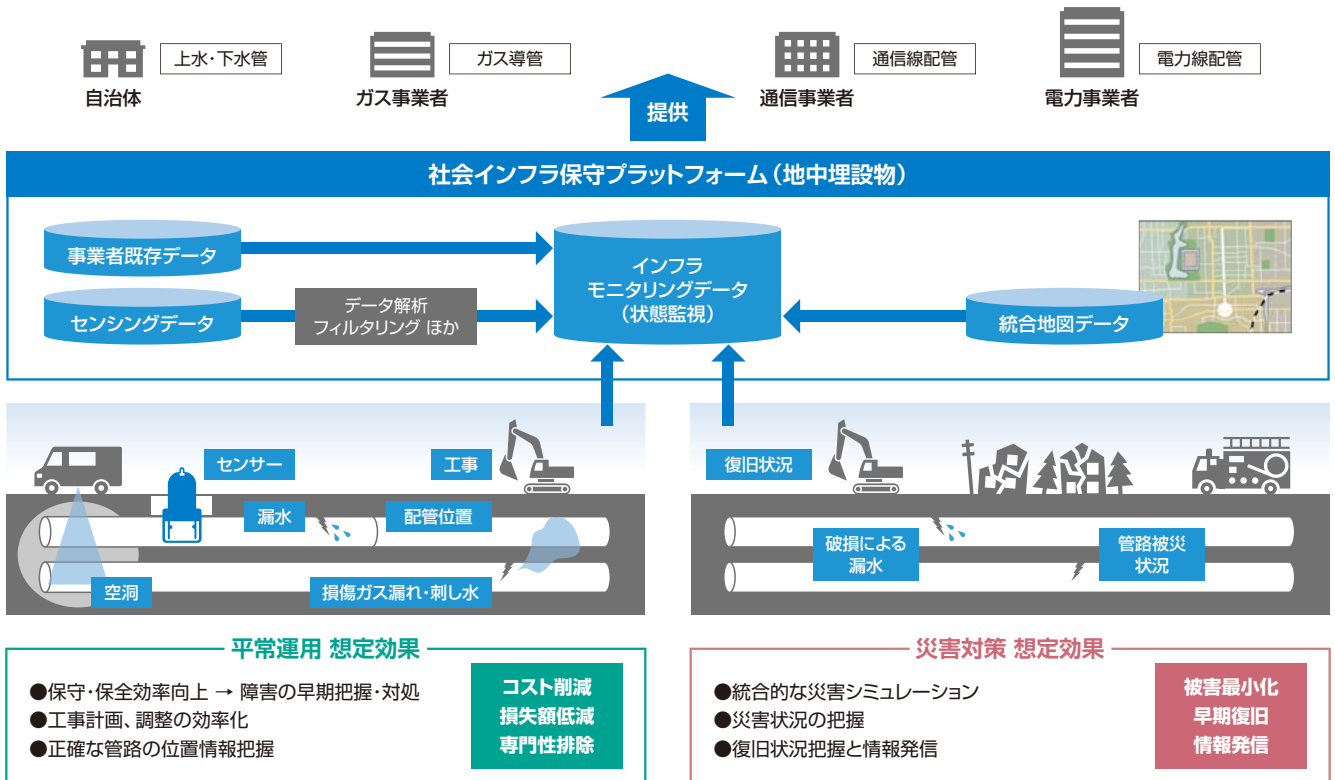 上水・下水管
自治体
ガス導管
ガス事業者
通信線配管
通信事業者
電力線配管
電力事業者
提供
社会インフラ保守プラットフォーム（地中埋設物）
事業者既存データ
センシングデータ
データ解析
フィルタリング ほか
インフラ
モニタリングデータ
（状態監視）
統合地図データ
センサー
工事
漏水
配管位置
空洞
損傷ガス漏れ・刺し水
復旧状況
破損による
漏水
管路被災
状況
平常運用 想定効果
●保守・保全効率向上 → 障害の早期把握・対処
●工事計画、調整の効率化
●正確な管路の位置情報把握
コスト削減
損失額低減
専門性排除
災害対策 想定効果
●統合的な災害シミュレーション
●災害状況の把握
●復旧状況把握と情報発信
被害最小化
早期復旧
情報発信